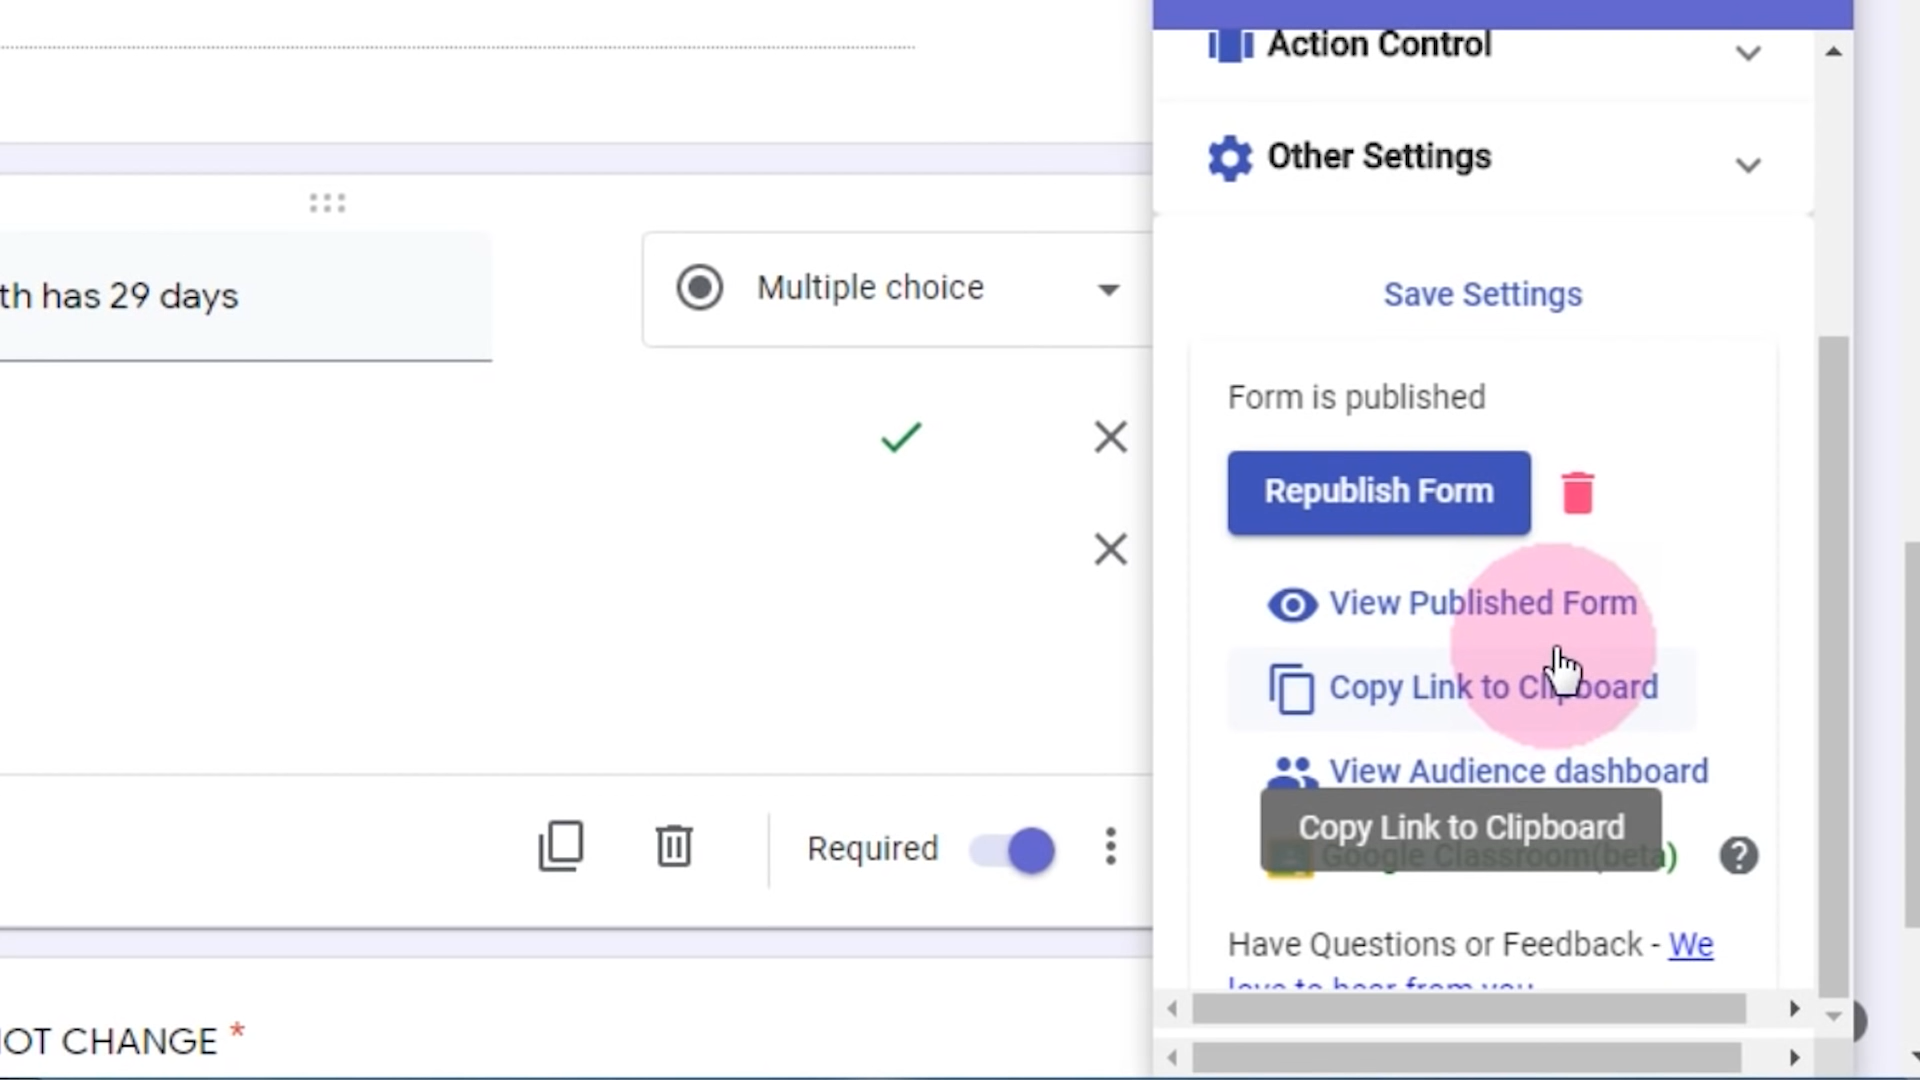 Action Control
Other Settings
th has 29 days
Multiple choice
Save Settings
Form is published
Republish Form
View Published Form
Copy Link to Clipboard
View Audience dashboard
Copy Link to Clipboard
Google Classroom(beta)
Required
Have Questions or Feedback - We
love to hear from you
OT CHANGE *